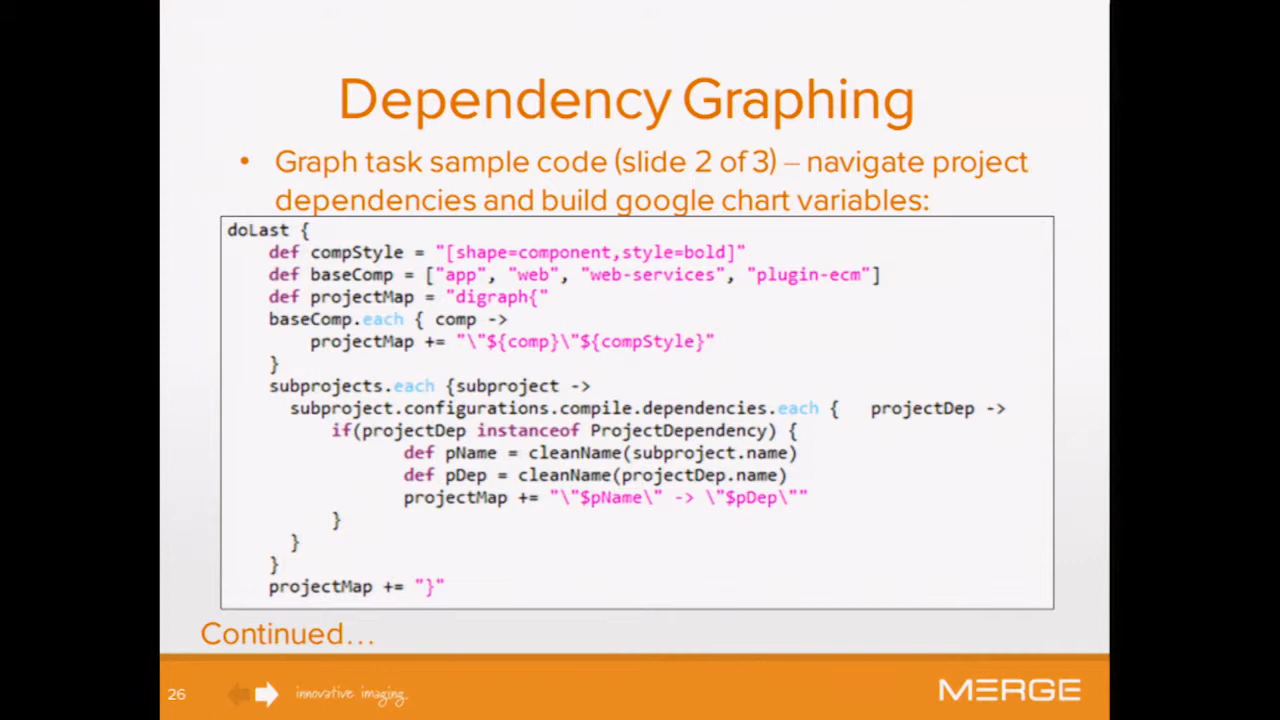 Dependency Graphing
• Graph task sample code (slide 2 of 3) – navigate project
dependencies and build google chart variables:
doLast {
    def compStyle = "[shape=component,style=bold]"
    def baseComp = ["app", "web", "web-services", "plugin-ecm"]
    def projectMap = "digraph{"
    baseComp.each { comp ->
        projectMap += "\"${comp}\"${compStyle}"
    }
    subprojects.each {subproject ->
      subproject.configurations.compile.dependencies.each {   projectDep ->
          if(projectDep instanceof ProjectDependency) {
                 def pName = cleanName(subproject.name)
                 def pDep = cleanName(projectDep.name)
                 projectMap += "\"$pName\" -> \"$pDep\""
          }
      }
    }
    projectMap += "}"
Continued...
26
innovative imaging.
MERGE